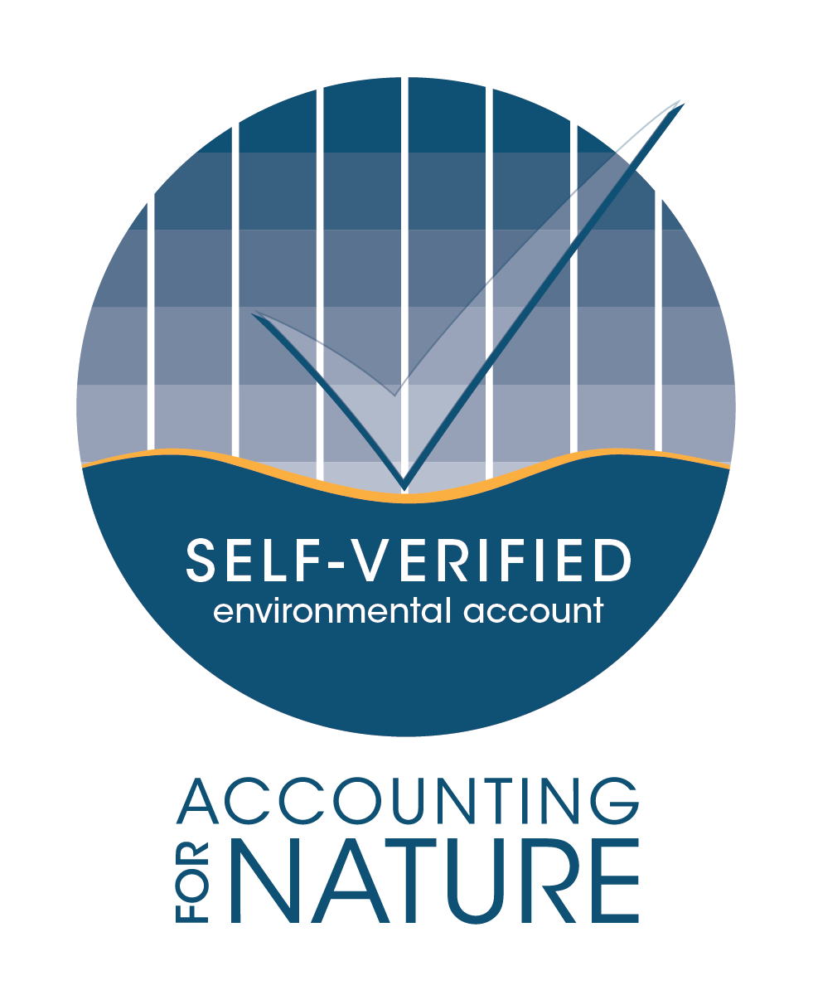 SELF-VERIFIED
environmental account
ACCOUNTING
FOR NATURE